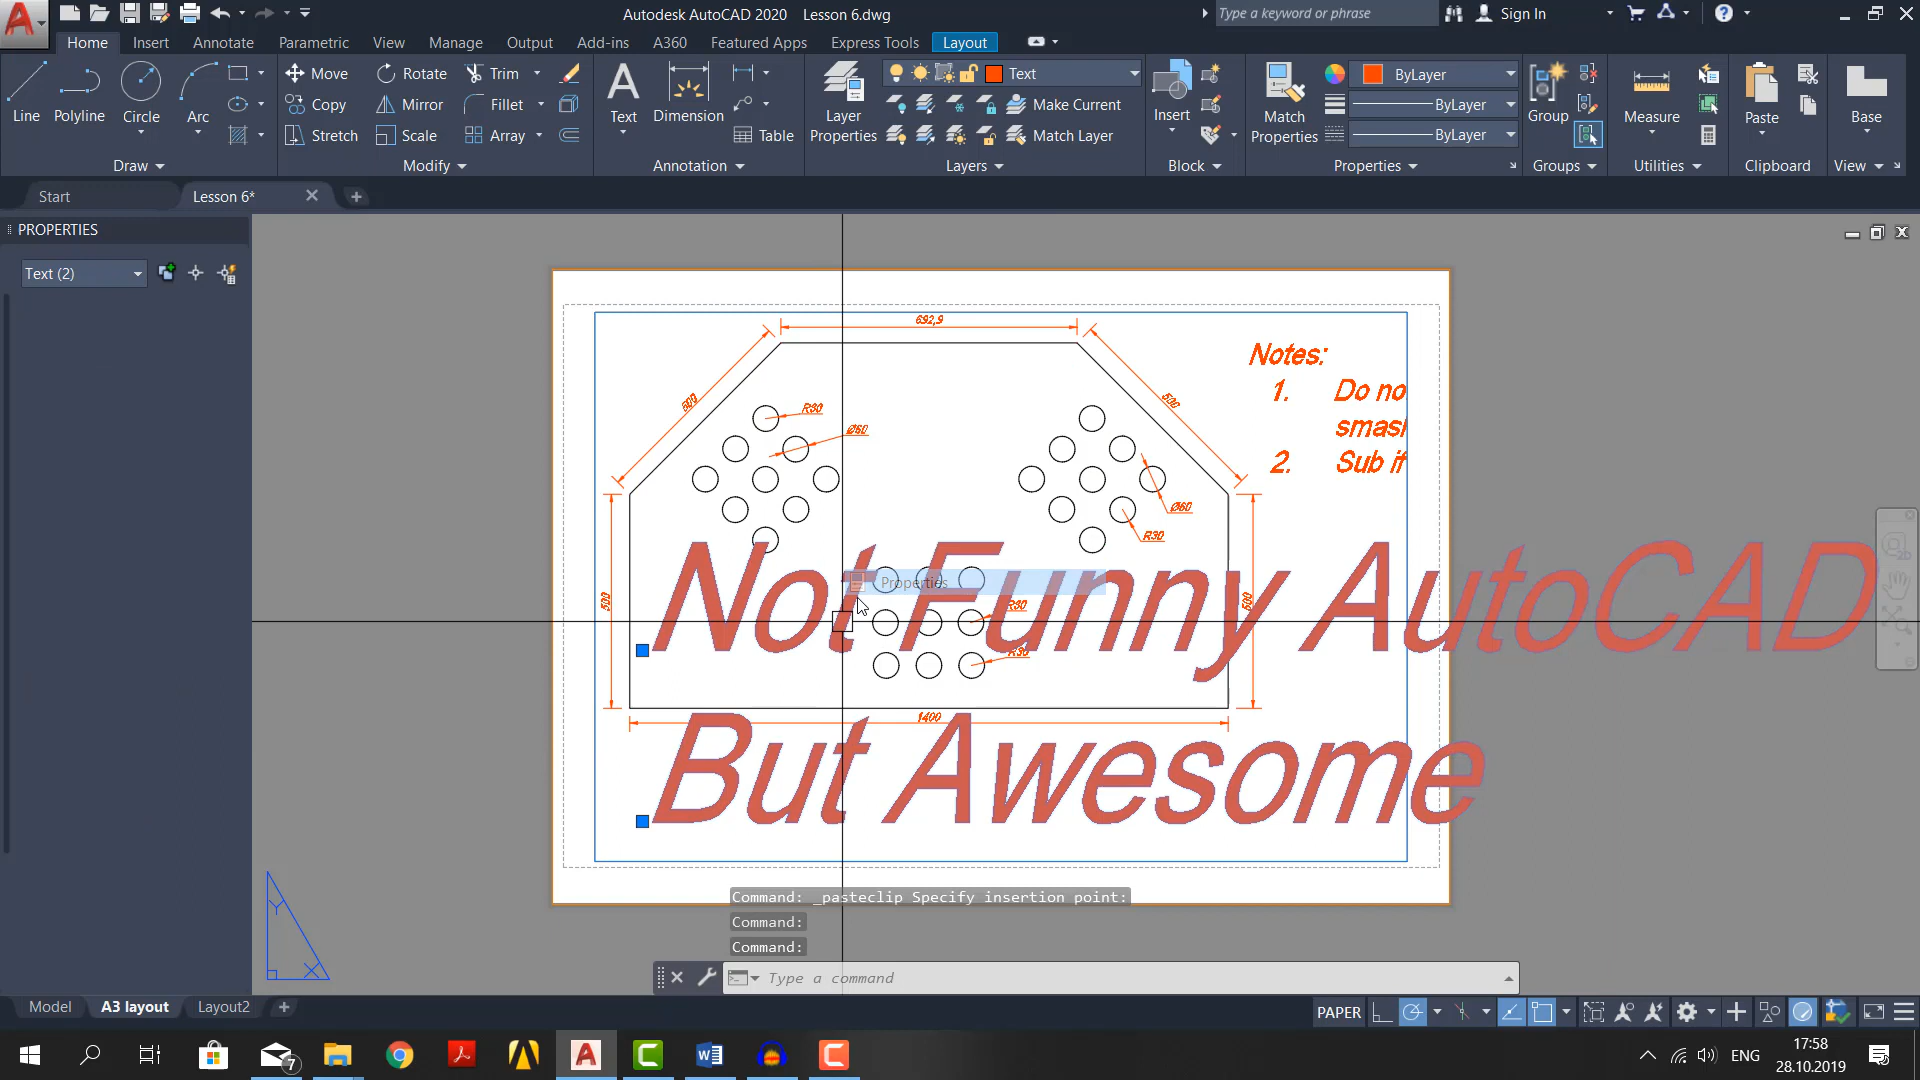 Autodesk AutoCAD 2020 Lesson 6.dwg
Type a keyword or phrase
Sign In
Home Insert Annotate Parametric View Manage Output Add-ins A360 Featured Apps Express Tools Layout
Line Polyline Circle Arc
Move Rotate Trim
Copy Mirror Fillet
Stretch Scale Array
Text Dimension Table
Layer Properties
Text
Make Current
Match Layer
Insert
Match Properties
ByLayer
ByLayer
ByLayer
Group Measure Paste Base
Draw Modify Annotation Layers Block Properties Groups Utilities Clipboard View
Start Lesson 6*
PROPERTIES
Text (2)
692,9
Notes:
1. Do no
smasl
2. Sub if
500
R30
Ø60
500
Ø60
R30
Not Funny AutoCAD
Properties
500
R30
500
R30
1400
But Awesome
Y
X
Command: _pasteclip Specify insertion point:
Command:
Command:
Type a command
Model A3 layout Layout2
PAPER
7
ENG
17:58
28.10.2019